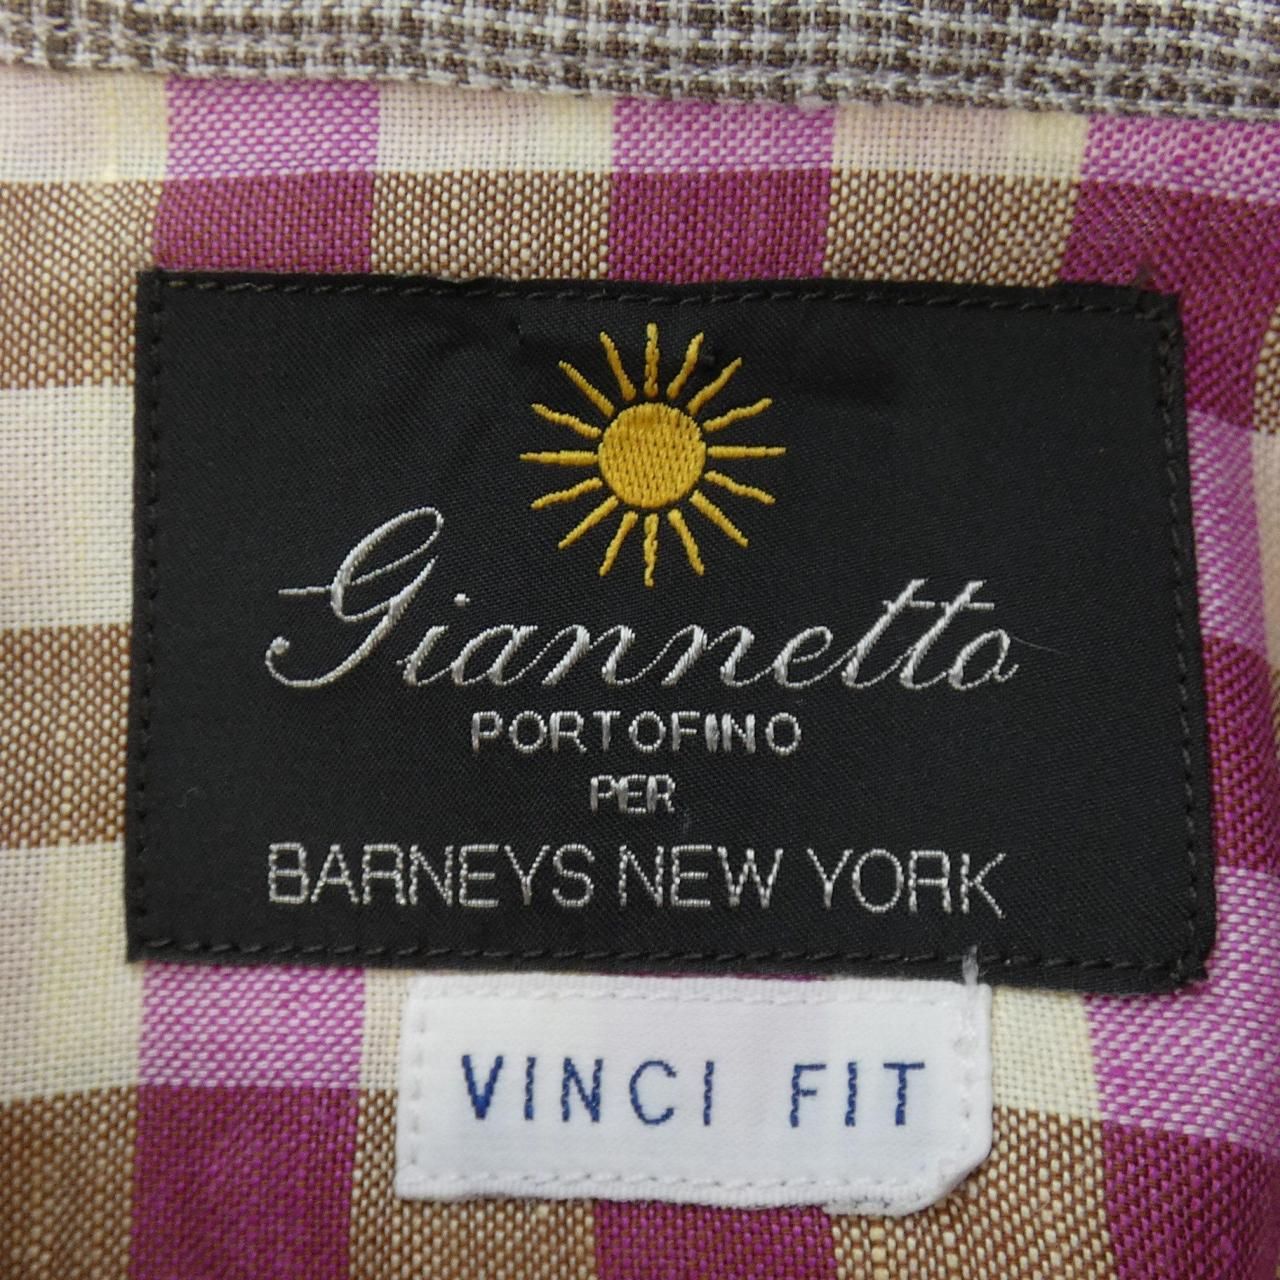 Giannetto
PORTOFINO
PER
BARNEYS NEW YORK
VINCI FIT